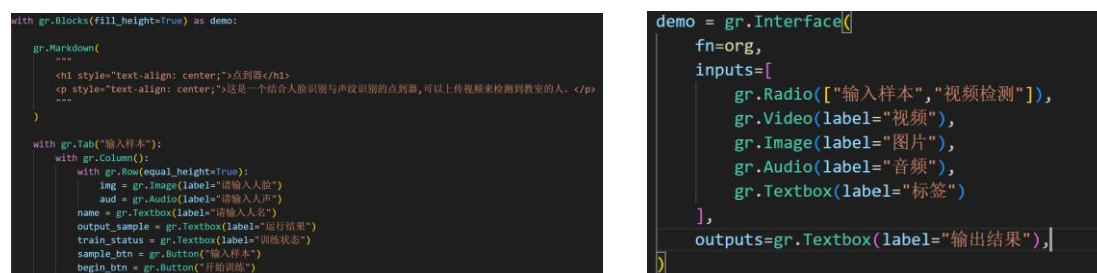 with gr.Blocks(fill_height=True) as demo:
gr.Markdown(
"""
<h1 style="text-align: center;">点到器</h1>
<p style="text-align: center;">这是一个结合人脸识别与声纹识别的点到器,可以上传视频来检测到教室的人。</p>
"""
)
with gr.Tab("输入样本"):
with gr.Column():
with gr.Row(equal_height=True):
img = gr.Image(label="请输入人脸")
aud = gr.Audio(label="请输入人声")
name = gr.Textbox(label="请输入人名")
output_sample = gr.Textbox(label="运行结果")
train_status = gr.Textbox(label="训练状态")
sample_btn = gr.Button("输入样本")
begin_btn = gr.Button("开始训练")
demo = gr.Interface(
fn=org,
inputs=[
gr.Radio(["输入样本","视频检测"]),
gr.Video(label="视频"),
gr.Image(label="图片"),
gr.Audio(label="音频"),
gr.Textbox(label="标签")
],
outputs=gr.Textbox(label="输出结果"),
)